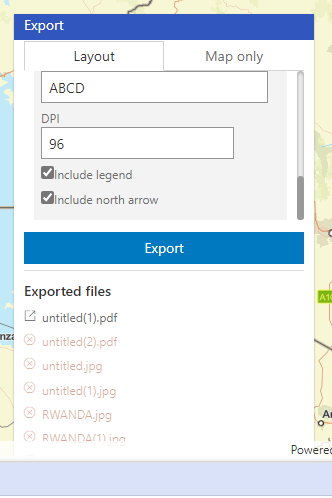 Export
Layout
Map only
ABCD
DPI
96
Include legend
Include north arrow
Export
Exported files
untitled(1).pdf
untitled(2).pdf
untitled.jpg
untitled(1).jpg
RWANDA.jpg
RWANDA(1).jpg
Powered